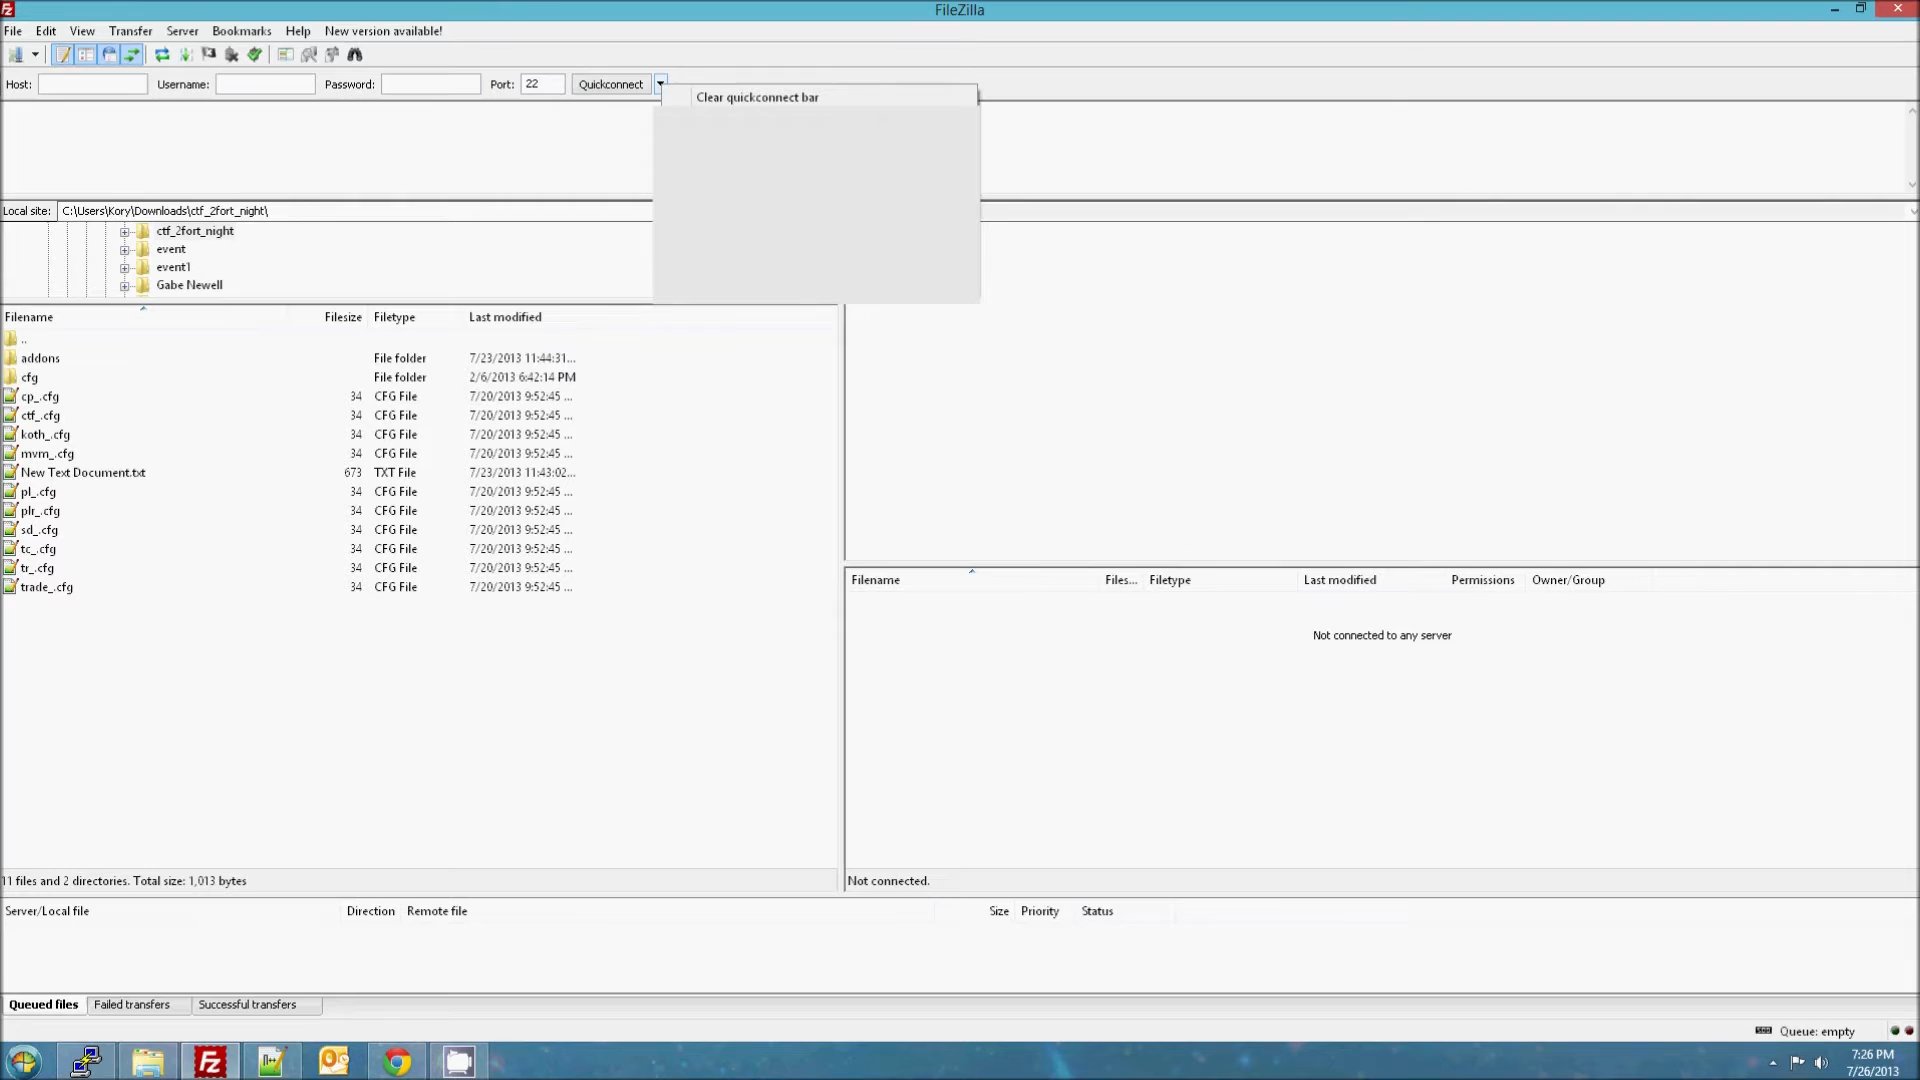 FileZilla
File Edit View Transfer Server Bookmarks Help New version available!
Host: Username: Password: Port: 22 Quickconnect
Clear quickconnect bar
Local site: C:\Users\Kory\Downloads\ctf_2fort_night\
ctf_2fort_night
event
event1
Gabe Newell
Filename Filesize Filetype Last modified
..
addons File folder 7/23/2013 11:44:31...
cfg File folder 2/6/2013 6:42:14 PM
cp_.cfg 34 CFG File 7/20/2013 9:52:45 ...
ctf_.cfg 34 CFG File 7/20/2013 9:52:45 ...
koth_.cfg 34 CFG File 7/20/2013 9:52:45 ...
mvm_.cfg 34 CFG File 7/20/2013 9:52:45 ...
New Text Document.txt 673 TXT File 7/23/2013 11:43:02...
pl_.cfg 34 CFG File 7/20/2013 9:52:45 ...
plr_.cfg 34 CFG File 7/20/2013 9:52:45 ...
sd_.cfg 34 CFG File 7/20/2013 9:52:45 ...
tc_.cfg 34 CFG File 7/20/2013 9:52:45 ...
tr_.cfg 34 CFG File 7/20/2013 9:52:45 ...
trade_.cfg 34 CFG File 7/20/2013 9:52:45 ...
11 files and 2 directories. Total size: 1,013 bytes
Filename Files... Filetype Last modified Permissions Owner/Group
Not connected to any server
Not connected.
Server/Local file Direction Remote file Size Priority Status
Queued files Failed transfers Successful transfers
Queue: empty
7:26 PM
7/26/2013